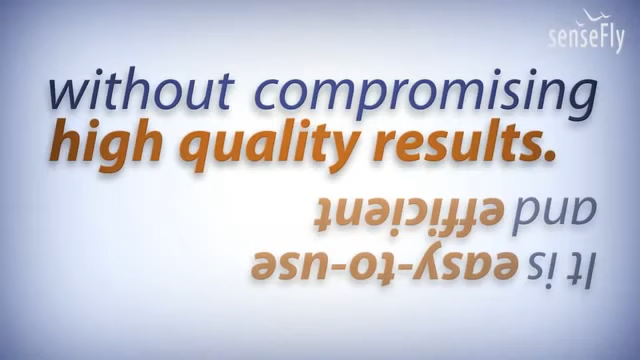 senseFly
without compromising
high quality results.
It is easy-to-use
and efficient